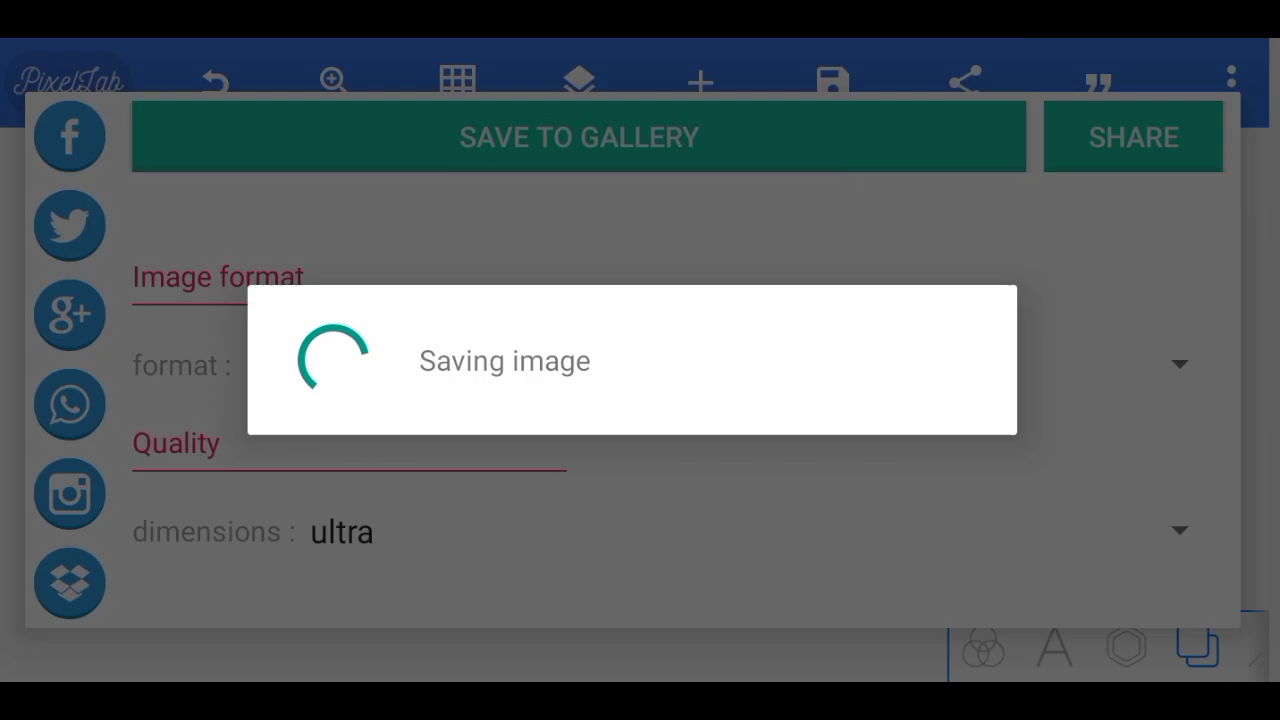 PixelLab
SAVE TO GALLERY
SHARE
Image format
format :
Saving image
Quality
dimensions : ultra